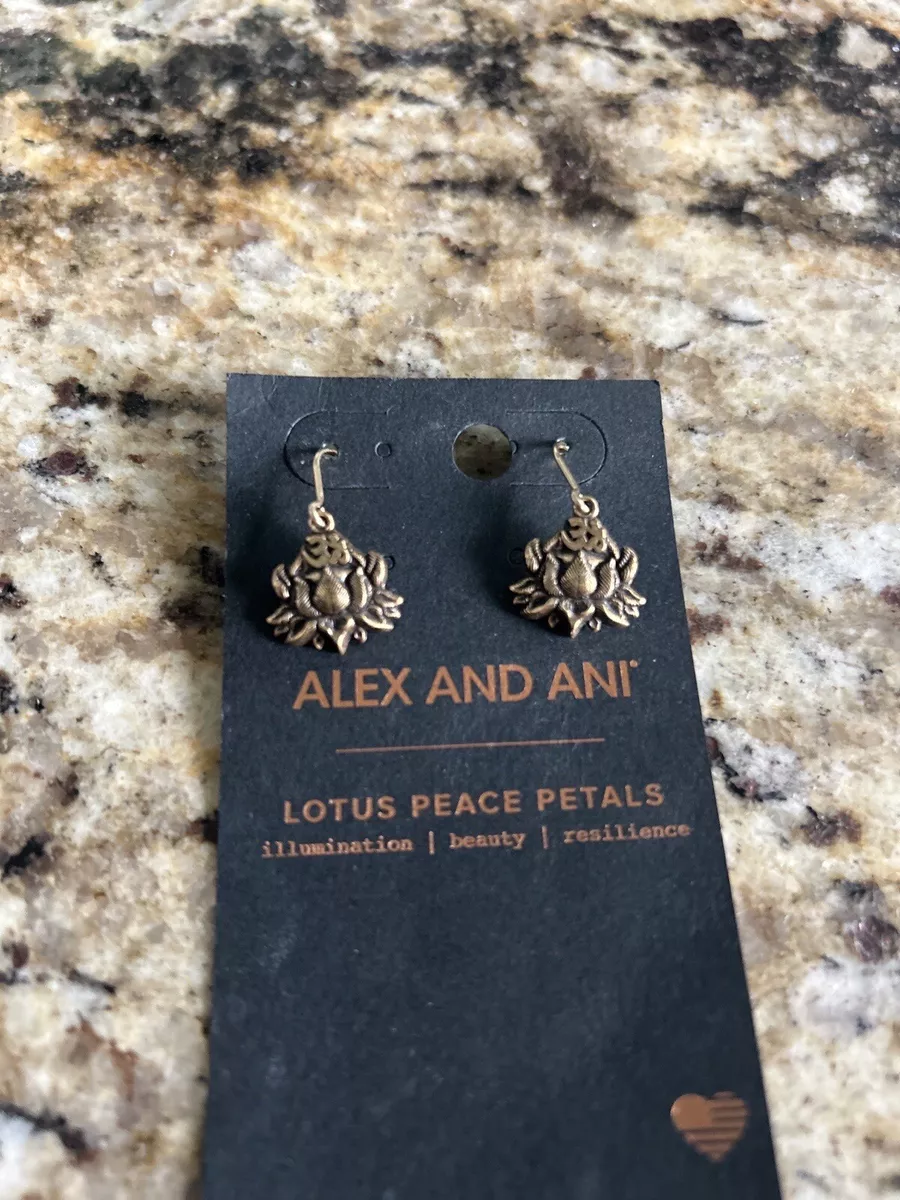 ॐ ॐ
ALEX AND ANI®
LOTUS PEACE PETALS
illumination | beauty | resilience